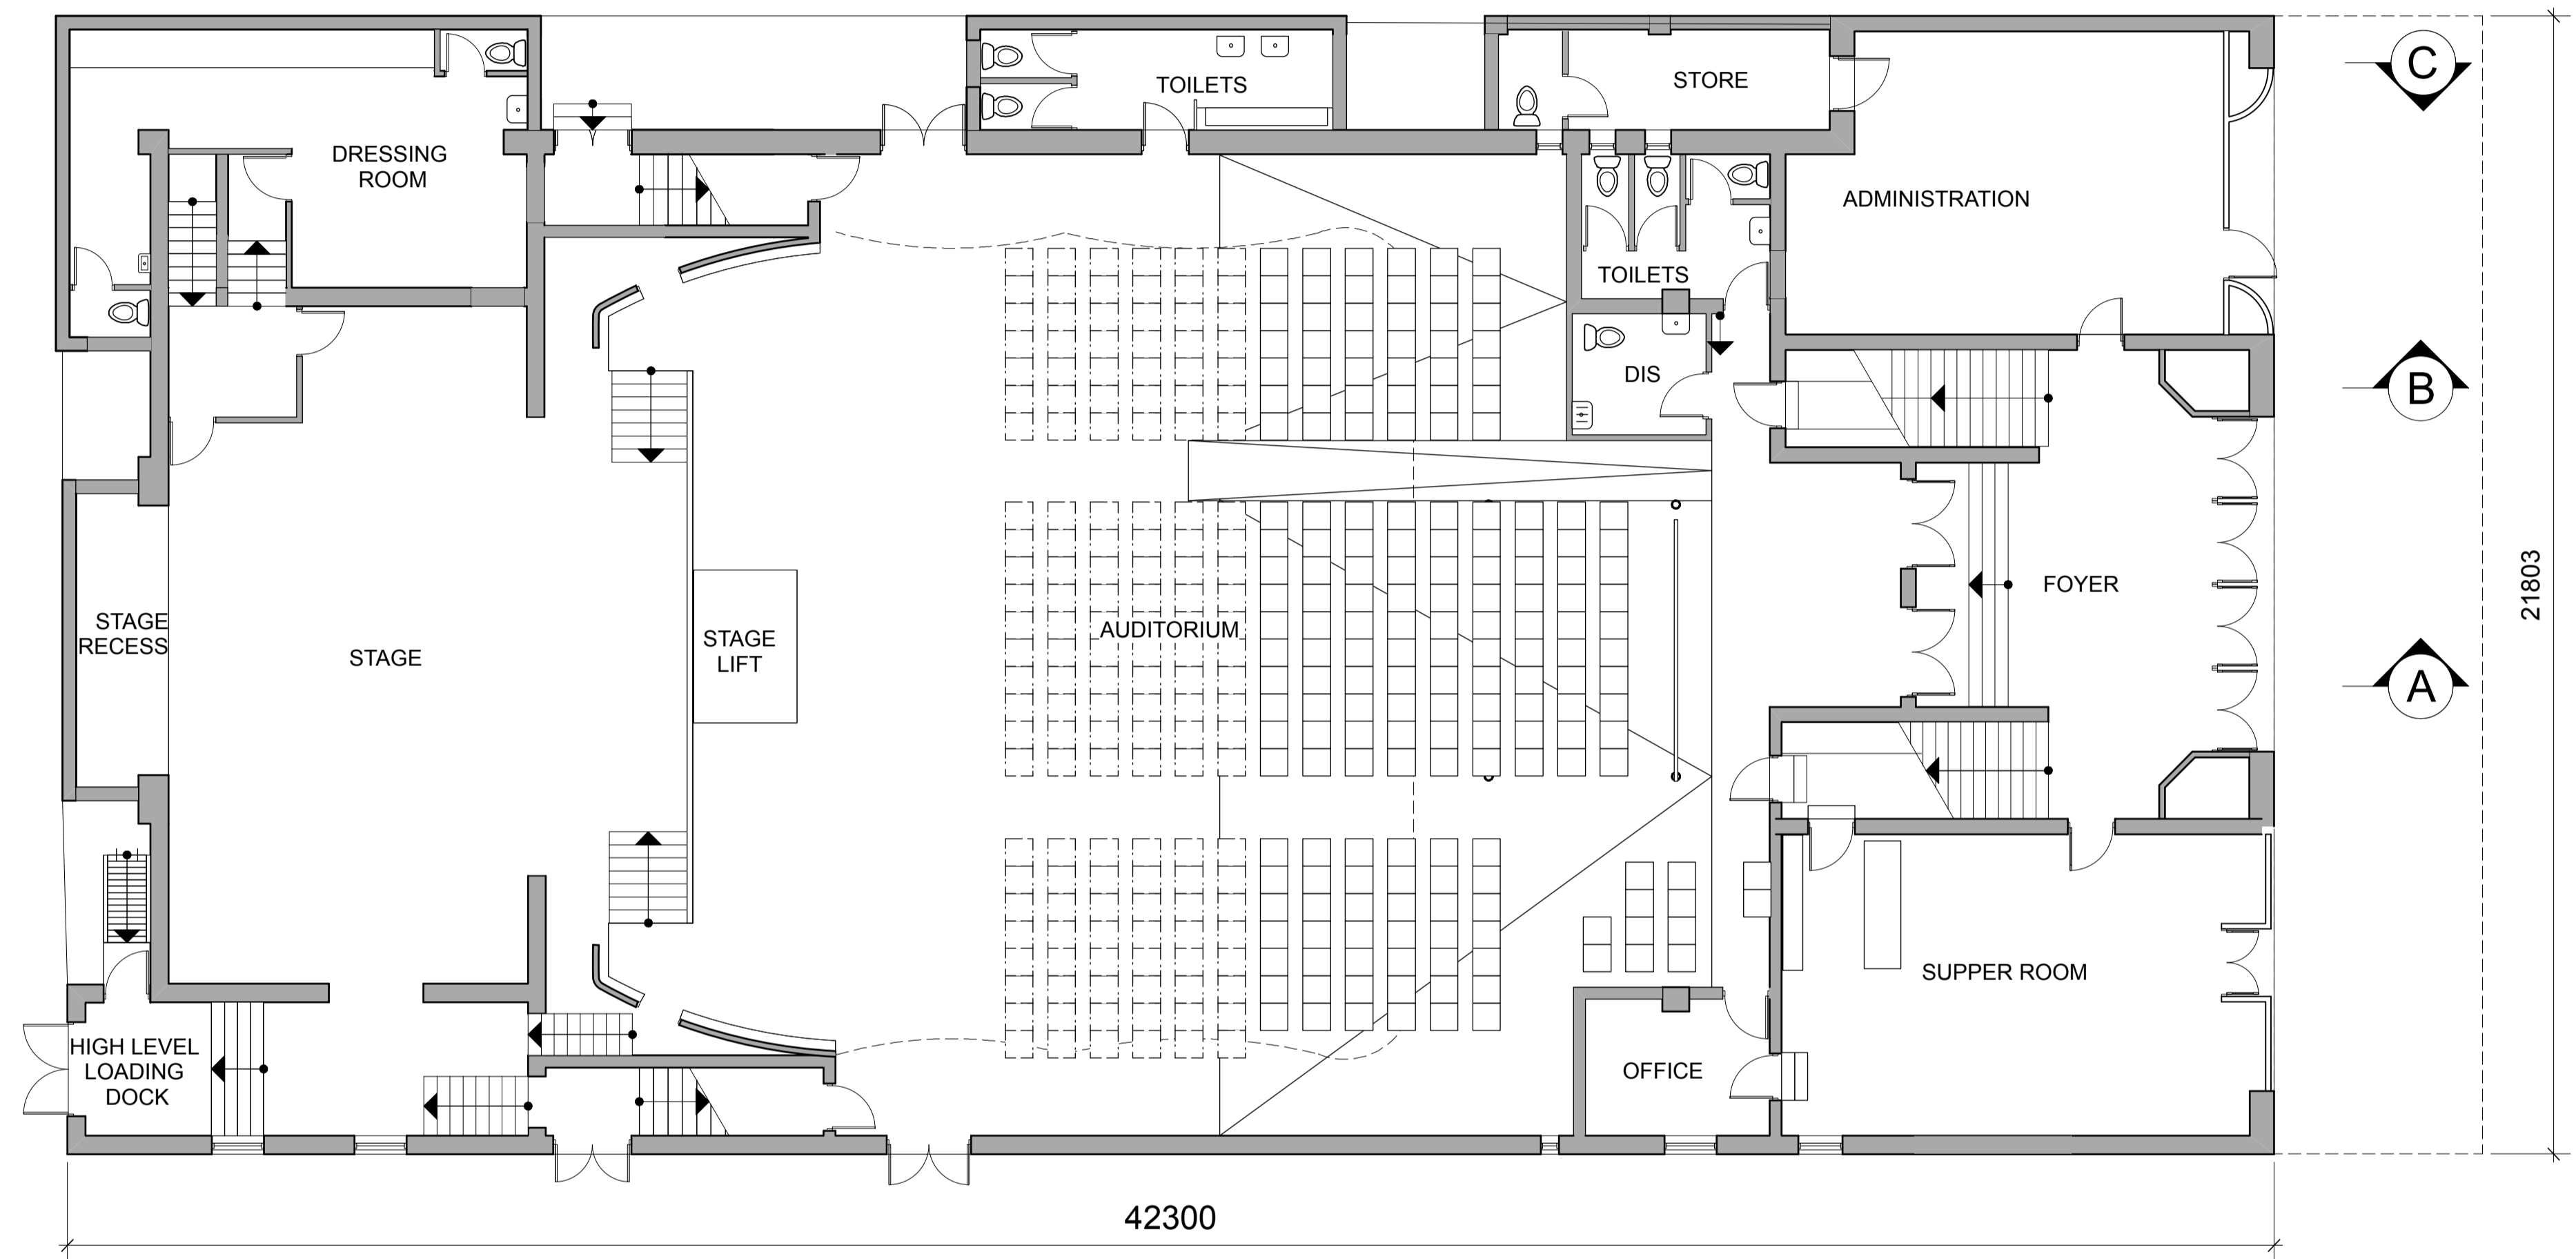 C
TOILETS
STORE
DRESSING
ROOM
ADMINISTRATION
TOILETS
DIS
B
FOYER
21803
STAGE
RECESS
STAGE
STAGE
LIFT
AUDITORIUM
A
SUPPER ROOM
HIGH LEVEL
LOADING
DOCK
OFFICE
42300